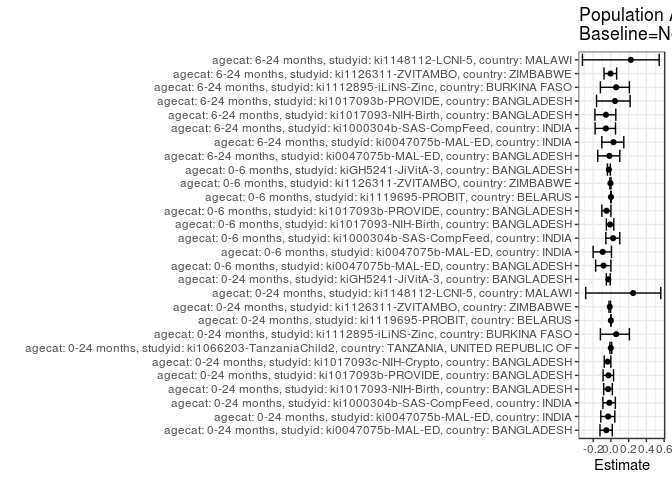 Population A
Baseline=N
agecat: 6-24 months, studyid: ki1148112-LCNI-5, country: MALAWI
agecat: 6-24 months, studyid: ki1126311-ZVITAMBO, country: ZIMBABWE
agecat: 6-24 months, studyid: ki1112895-iLiNS-Zinc, country: BURKINA FASO
agecat: 6-24 months, studyid: ki1017093b-PROVIDE, country: BANGLADESH
agecat: 6-24 months, studyid: ki1017093-NIH-Birth, country: BANGLADESH
agecat: 6-24 months, studyid: ki1000304b-SAS-CompFeed, country: INDIA
agecat: 6-24 months, studyid: ki0047075b-MAL-ED, country: INDIA
agecat: 6-24 months, studyid: ki0047075b-MAL-ED, country: BANGLADESH
agecat: 0-6 months, studyid: kiGH5241-JiVitA-3, country: BANGLADESH
agecat: 0-6 months, studyid: ki1126311-ZVITAMBO, country: ZIMBABWE
agecat: 0-6 months, studyid: ki1119695-PROBIT, country: BELARUS
agecat: 0-6 months, studyid: ki1017093b-PROVIDE, country: BANGLADESH
agecat: 0-6 months, studyid: ki1017093-NIH-Birth, country: BANGLADESH
agecat: 0-6 months, studyid: ki1000304b-SAS-CompFeed, country: INDIA
agecat: 0-6 months, studyid: ki0047075b-MAL-ED, country: INDIA
agecat: 0-6 months, studyid: ki0047075b-MAL-ED, country: BANGLADESH
agecat: 0-24 months, studyid: kiGH5241-JiVitA-3, country: BANGLADESH
agecat: 0-24 months, studyid: ki1148112-LCNI-5, country: MALAWI
agecat: 0-24 months, studyid: ki1126311-ZVITAMBO, country: ZIMBABWE
agecat: 0-24 months, studyid: ki1119695-PROBIT, country: BELARUS
agecat: 0-24 months, studyid: ki1112895-iLiNS-Zinc, country: BURKINA FASO
agecat: 0-24 months, studyid: ki1066203-TanzaniaChild2, country: TANZANIA, UNITED REPUBLIC OF
agecat: 0-24 months, studyid: ki1017093c-NIH-Crypto, country: BANGLADESH
agecat: 0-24 months, studyid: ki1017093b-PROVIDE, country: BANGLADESH
agecat: 0-24 months, studyid: ki1017093-NIH-Birth, country: BANGLADESH
agecat: 0-24 months, studyid: ki1000304b-SAS-CompFeed, country: INDIA
agecat: 0-24 months, studyid: ki0047075b-MAL-ED, country: INDIA
agecat: 0-24 months, studyid: ki0047075b-MAL-ED, country: BANGLADESH
-0.2 0.0 0.2 0.4 0.6
Estimate